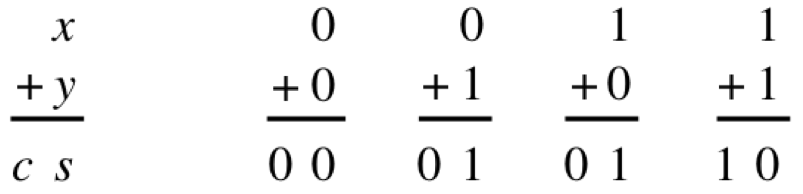 x 0 0 1 1
+ y + 0 + 1 + 0 + 1
c s 0 0 0 1 0 1 1 0